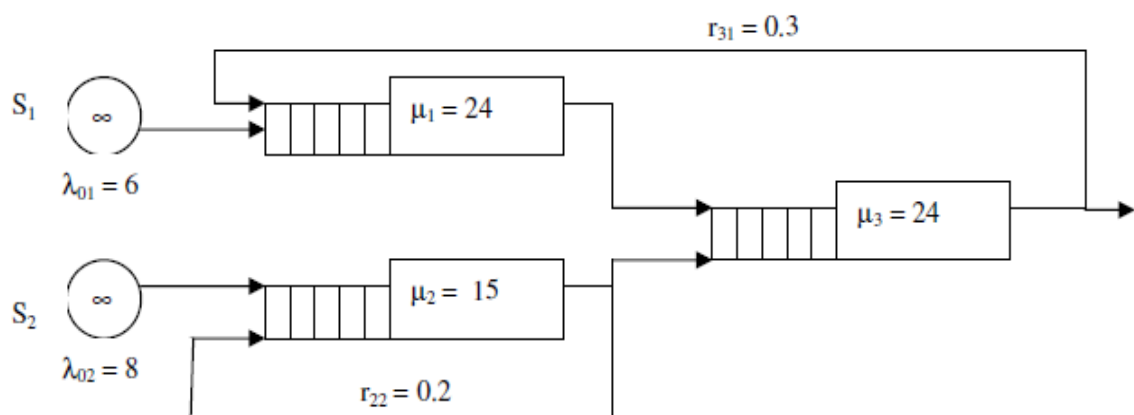 r₃₁ = 0.3
S₁
∞
μ₁ = 24
λ₀₁ = 6
μ₃ = 24
S₂
∞
μ₂ = 15
λ₀₂ = 8
r₂₂ = 0.2